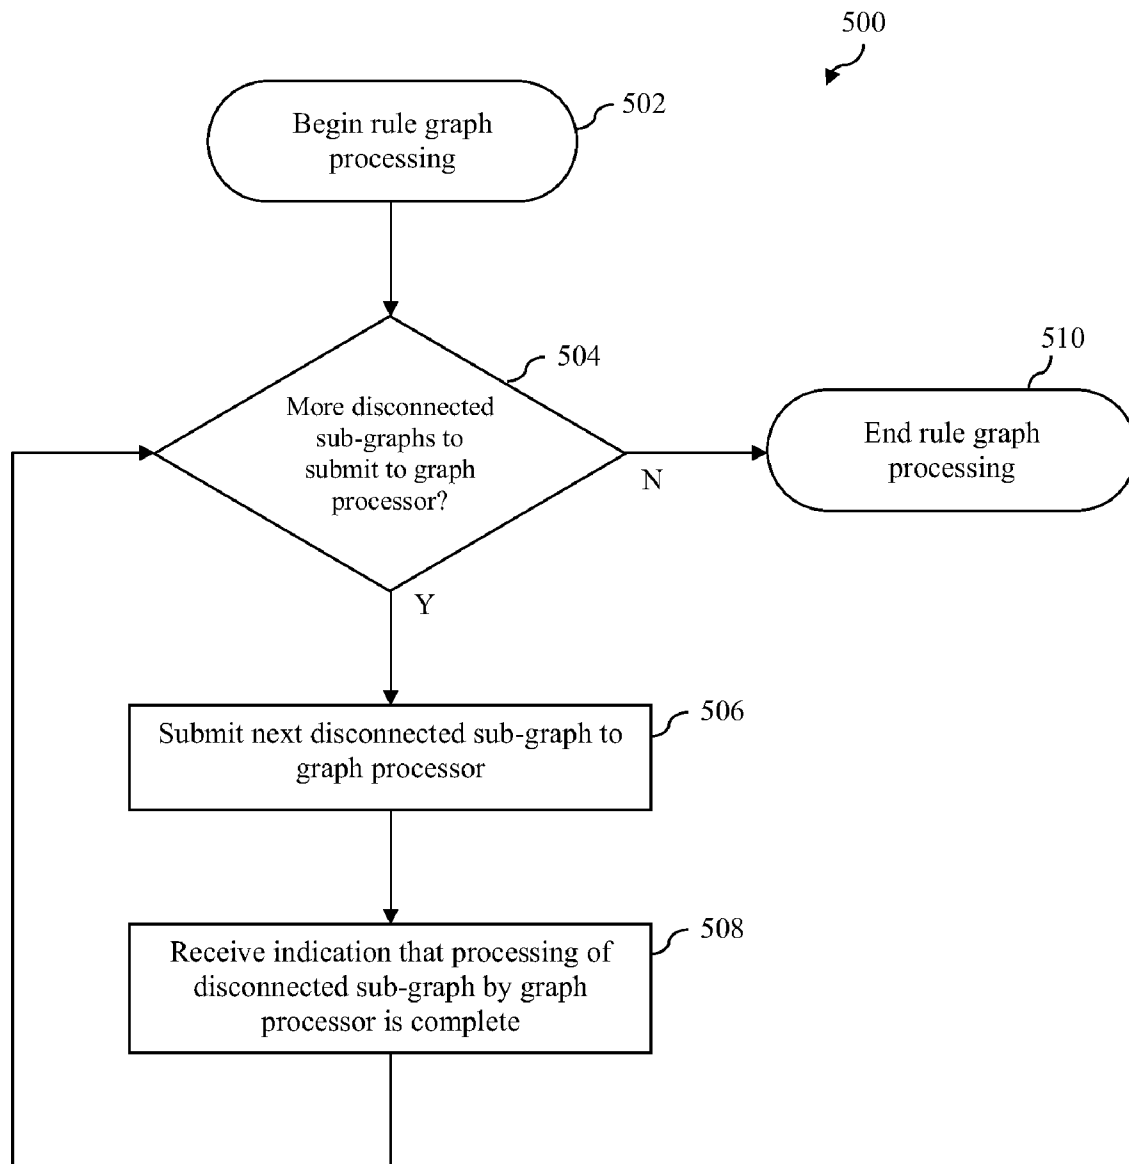 500
502
Begin rule graph
processing
504
More disconnected
sub-graphs to
submit to graph
processor?
N
510
End rule graph
processing
Y
506
Submit next disconnected sub-graph to
graph processor
508
Receive indication that processing of
disconnected sub-graph by graph
processor is complete